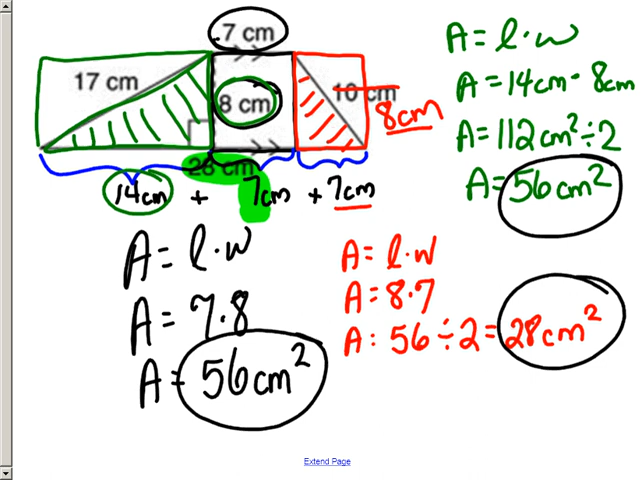 7 cm
17 cm
8 cm
10 cm
8cm
28 cm
14cm + 7cm + 7cm
A = l · w
A = 14cm - 8cm
A = 112cm² ÷ 2
A = 56cm²
A = l · w
A = 7 · 8
A = 56cm²
A = l · w
A = 8 · 7
A : 56 ÷ 2 = 28cm²
Extend Page